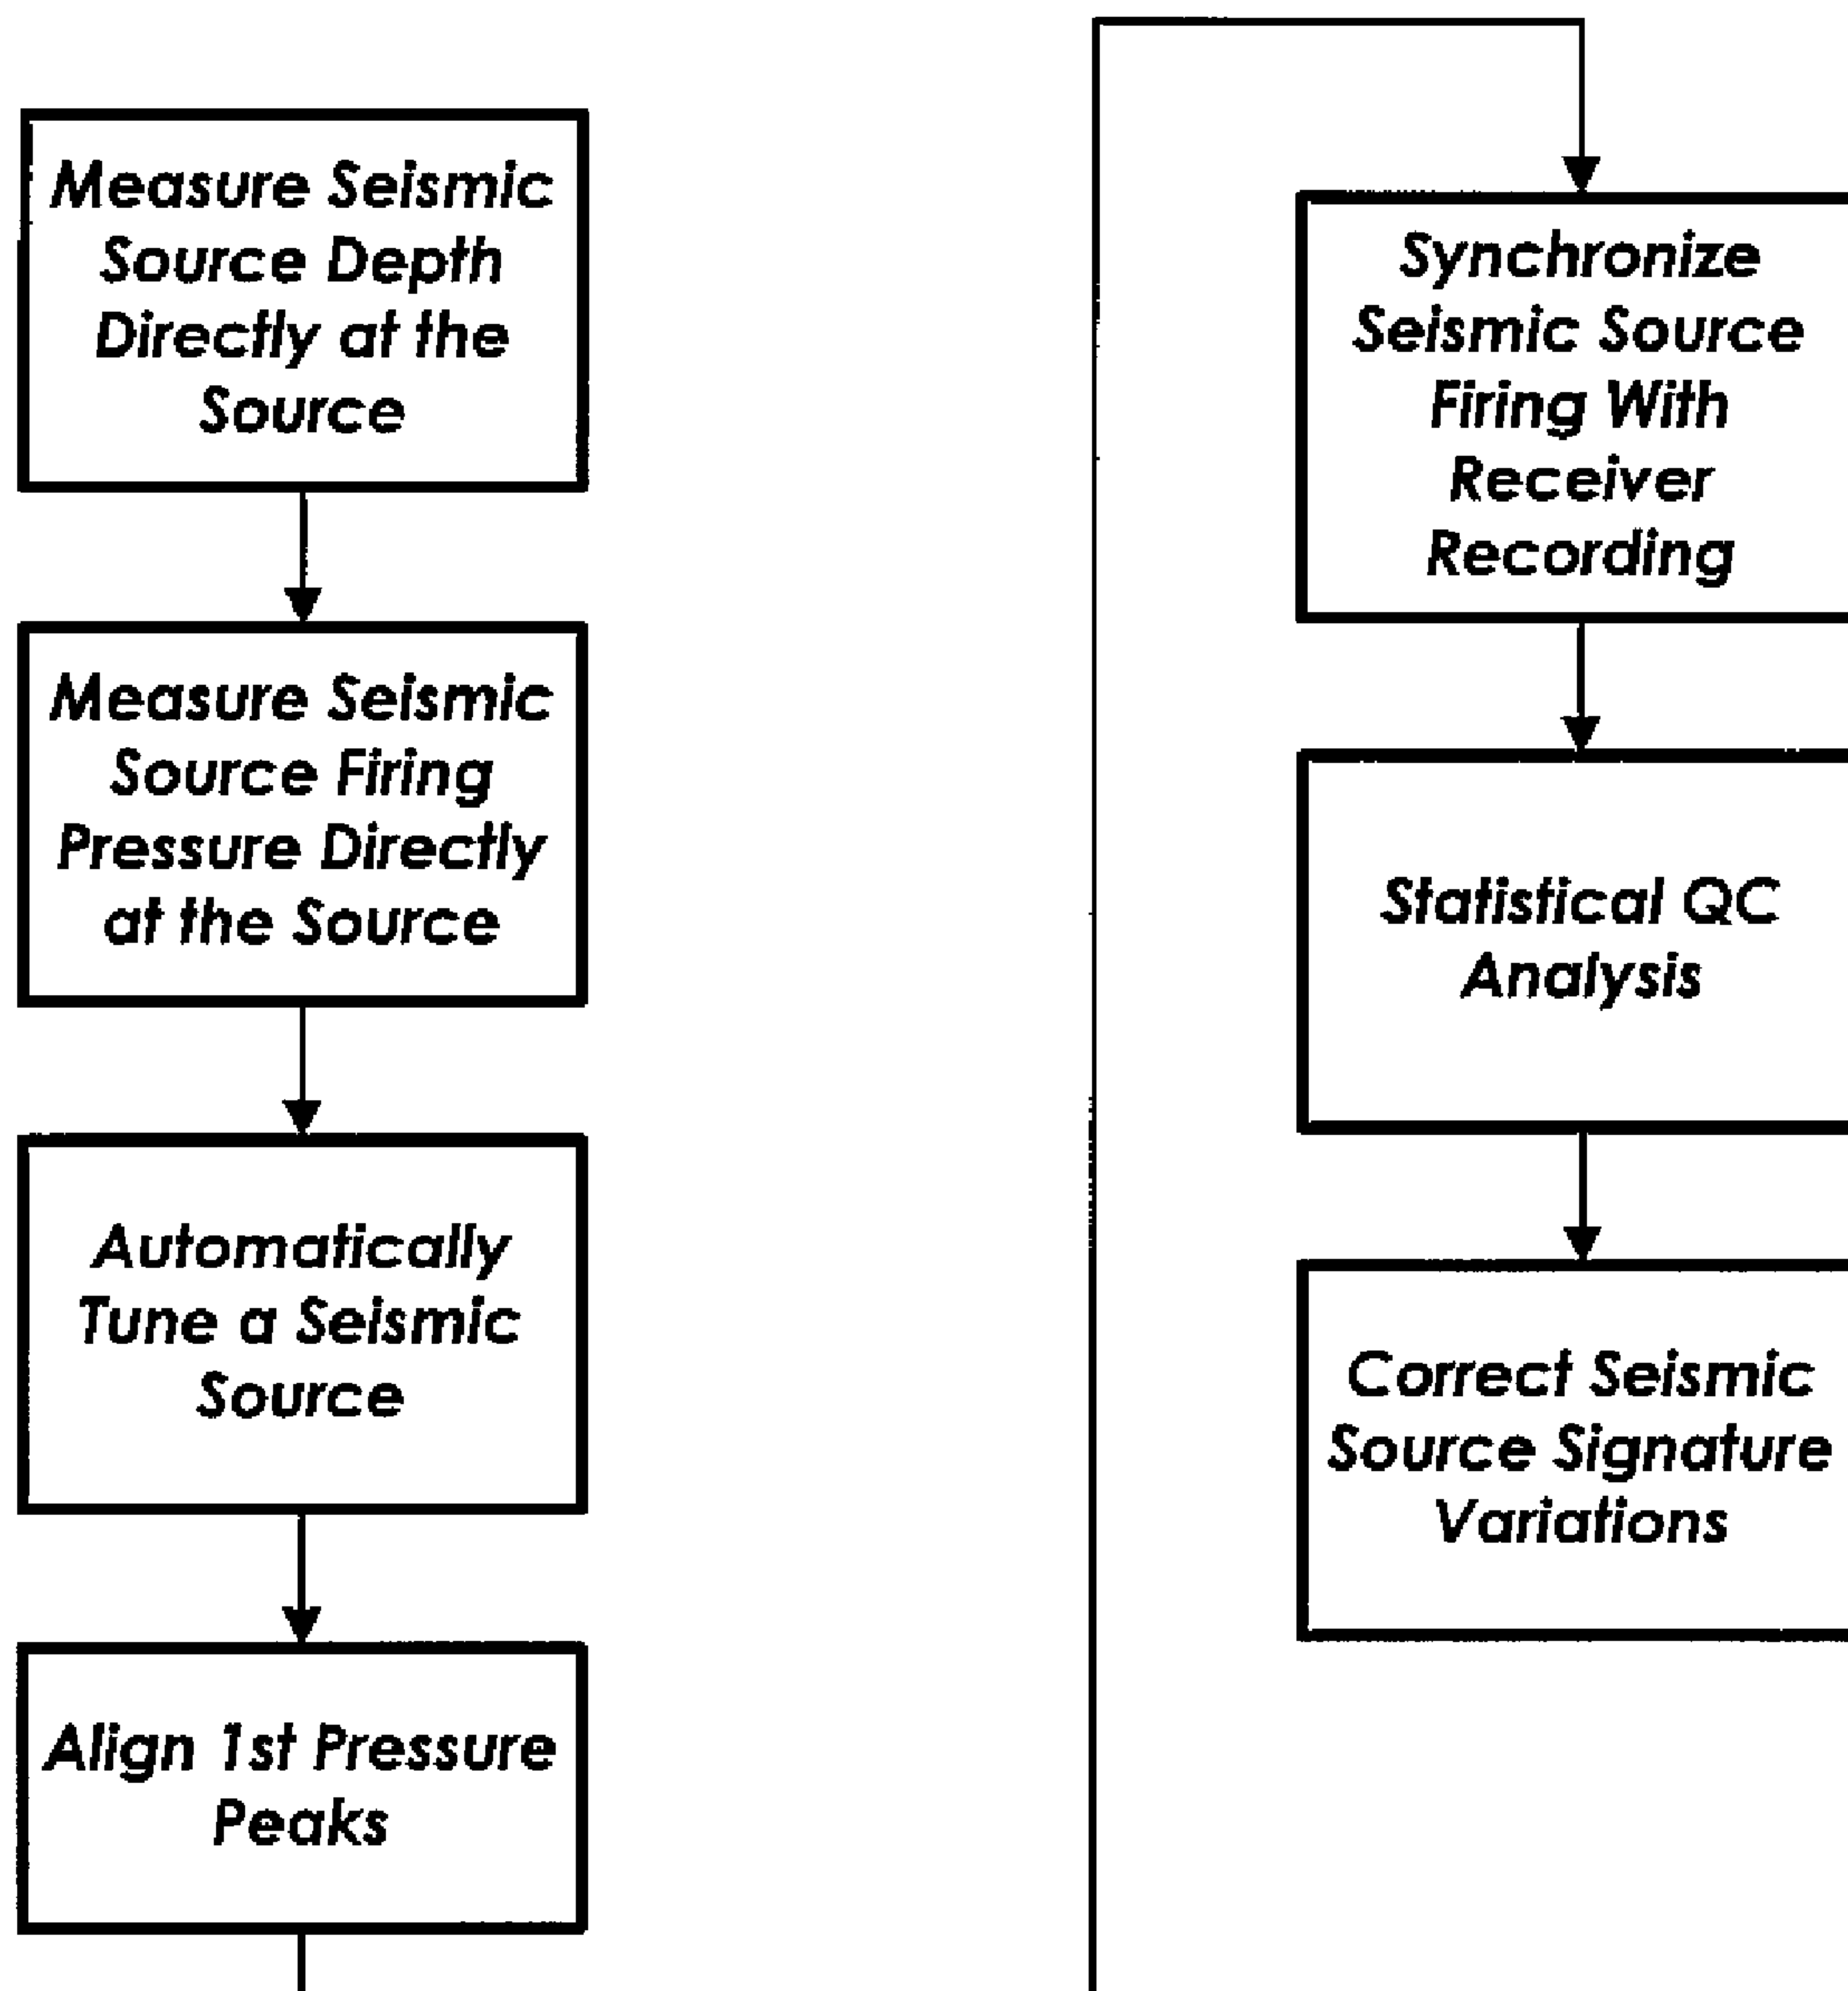 Measure Seismic
Source Depth
Directly at the
Source
Measure Seismic
Source Firing
Pressure Directly
at the Source
Automatically
Tune a Seismic
Source
Align 1st Pressure
Peaks
Synchronize
Seismic Source
Firing With
Receiver
Recording
Statistical QC
Analysis
Correct Seismic
Source Signature
Variations